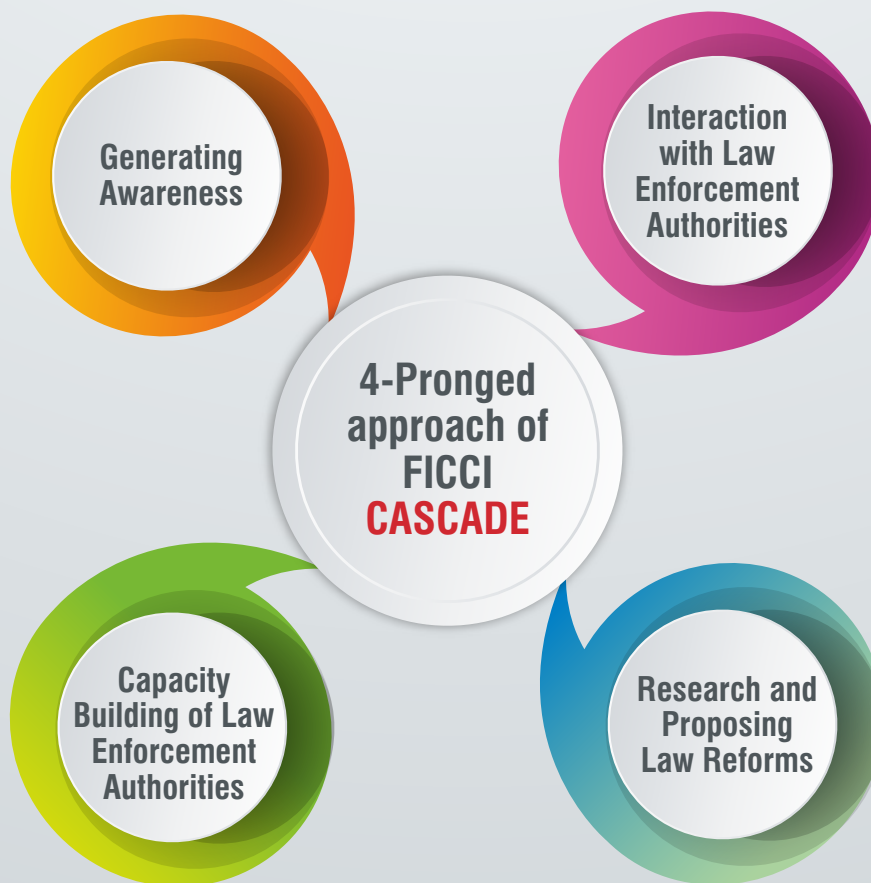 Generating
Awareness
Interaction
with Law
Enforcement
Authorities
4-Pronged
approach of
FICCI
CASCADE
Capacity
Building of Law
Enforcement
Authorities
Research and
Proposing
Law Reforms